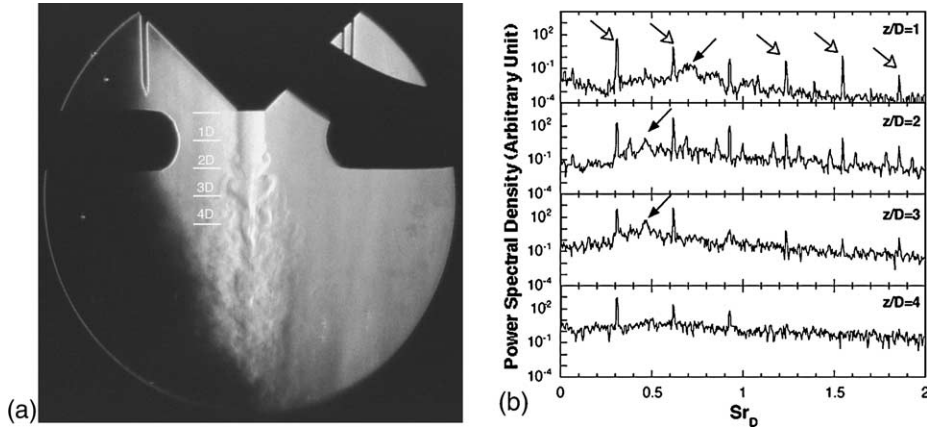 (a)
1D
2D
3D
4D
(b)
Power Spectral Density (Arbitrary Unit)
10²
10⁻¹
10⁻⁴
z/D=1
10²
10⁻¹
10⁻⁴
z/D=2
10²
10⁻¹
10⁻⁴
z/D=3
10²
10⁻¹
10⁻⁴
z/D=4
0
0.5
1
1.5
2
Sr_D